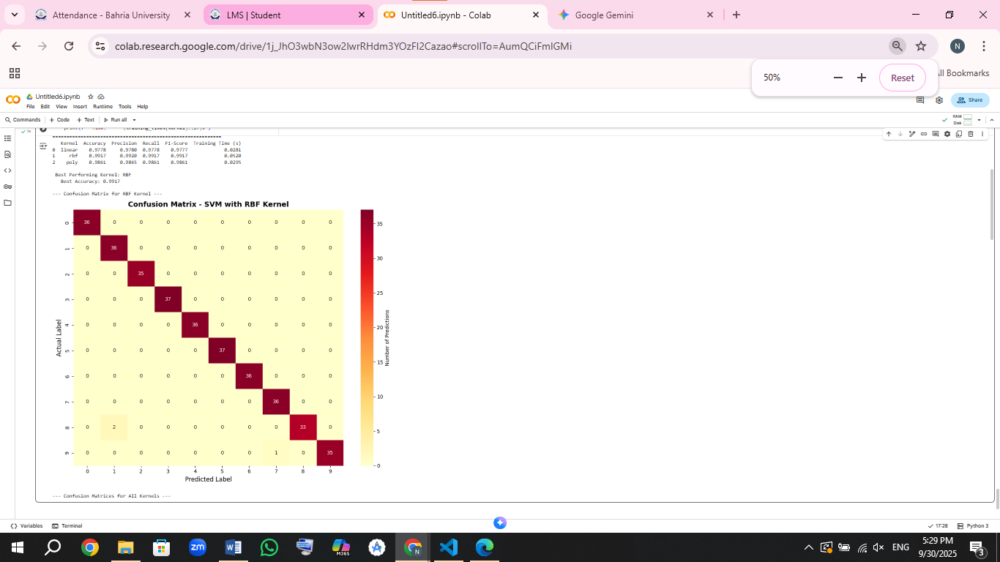 Attendance - Bahria University
LMS | Student
Untitled6.ipynb - Colab
Google Gemini
colab.research.google.com/drive/1j_JhO3wbN3ow2IwrRHdm3YOzFI2Cazao#scrollTo=AumQCiFmIGMi
N
50%
Reset
All Bookmarks
Untitled6.ipynb
File Edit View Insert Runtime Tools Help
Share
Commands + Code + Text Run all
RAM
Disk
Kernel Accuracy Precision Recall F1-Score Training Time (s)
0 linear 0.9778 0.9780 0.9778 0.9777 0.0281
1 rbf 0.9917 0.9920 0.9917 0.9917 0.0520
2 poly 0.9861 0.9865 0.9861 0.9861 0.0295
Best Performing Kernel: RBF
Best Accuracy: 0.9917
--- Confusion Matrix for RBF Kernel ---
Confusion Matrix - SVM with RBF Kernel
0 36 0 0 0 0 0 0 0 0 0
1 0 36 0 0 0 0 0 0 0 0
2 0 0 35 0 0 0 0 0 0 0
3 0 0 0 37 0 0 0 0 0 0
4 0 0 0 0 36 0 0 0 0 0
5 0 0 0 0 0 37 0 0 0 0
6 0 0 0 0 0 0 36 0 0 0
7 0 0 0 0 0 0 0 36 0 0
8 0 2 0 0 0 0 0 0 33 0
9 0 0 0 0 0 0 0 1 0 35
0 1 2 3 4 5 6 7 8 9
Actual Label
Predicted Label
35
30
25
20
15
10
5
0
Number of Predictions
--- Confusion Matrices for All Kernels ---
Variables Terminal
17-28 Python 3
zm
M365
N
ENG
5:29 PM
9/30/2025
3